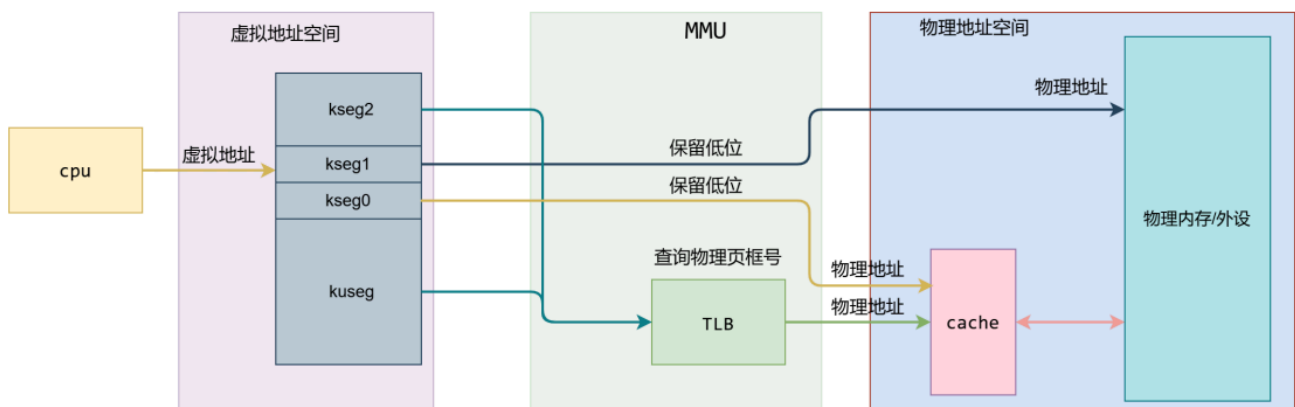 虚拟地址空间
MMU
物理地址空间
kseg2
物理地址
cpu
虚拟地址
kseg1
保留低位
kseg0
保留低位
物理内存/外设
kuseg
查询物理页框号
物理地址
TLB
物理地址
cache